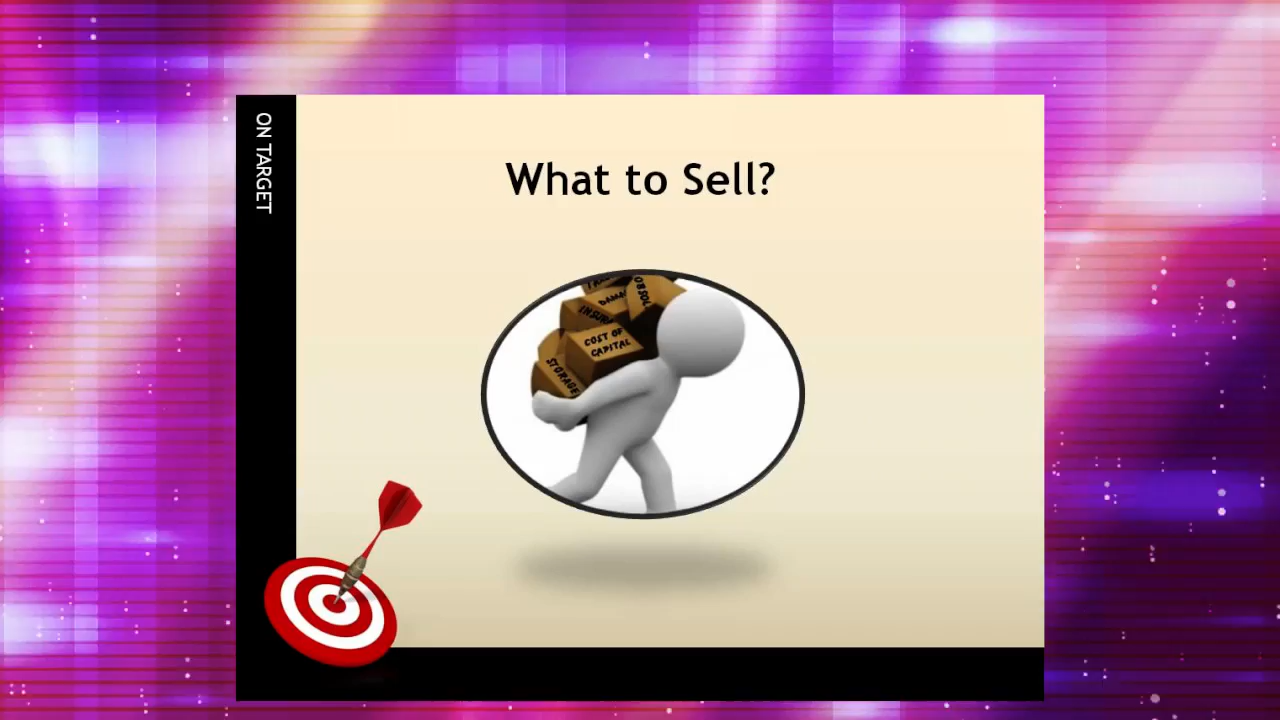 ON TARGET
What to Sell?
COST OF
CAPITAL
STORAGE